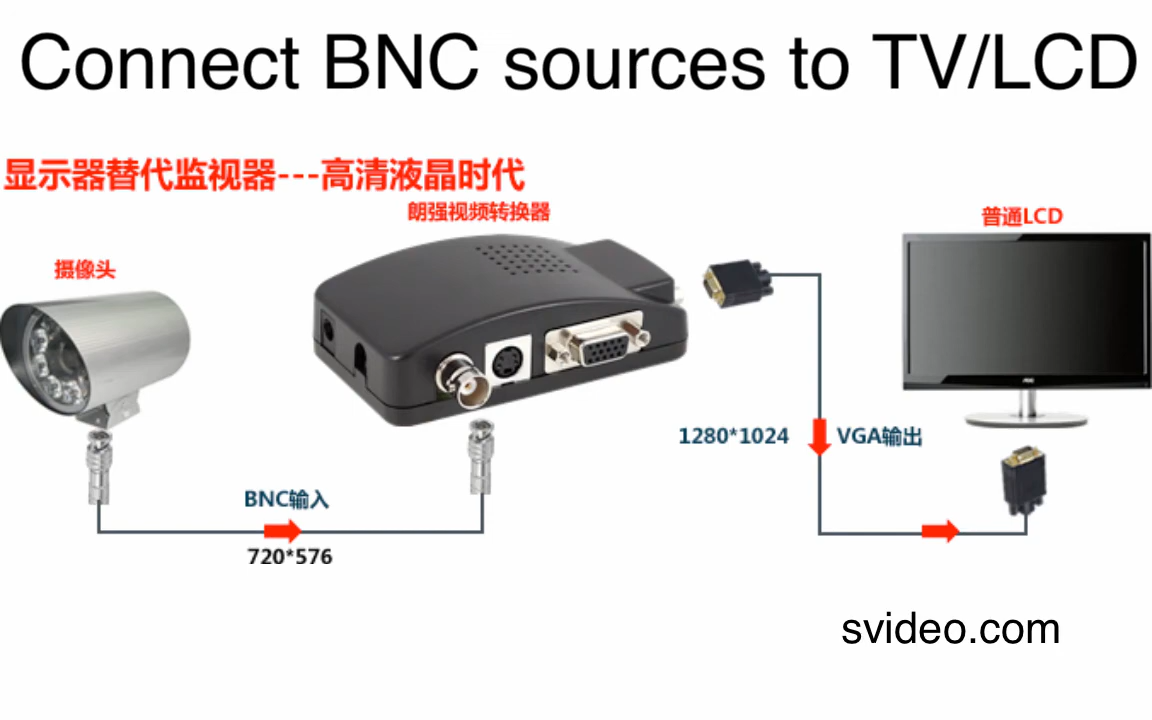 Connect BNC sources to TV/LCD
显示器替代监视器---高清液晶时代
朗强视频转换器
普通LCD
摄像头
1280*1024
VGA输出
BNC输入
720*576
svideo.com